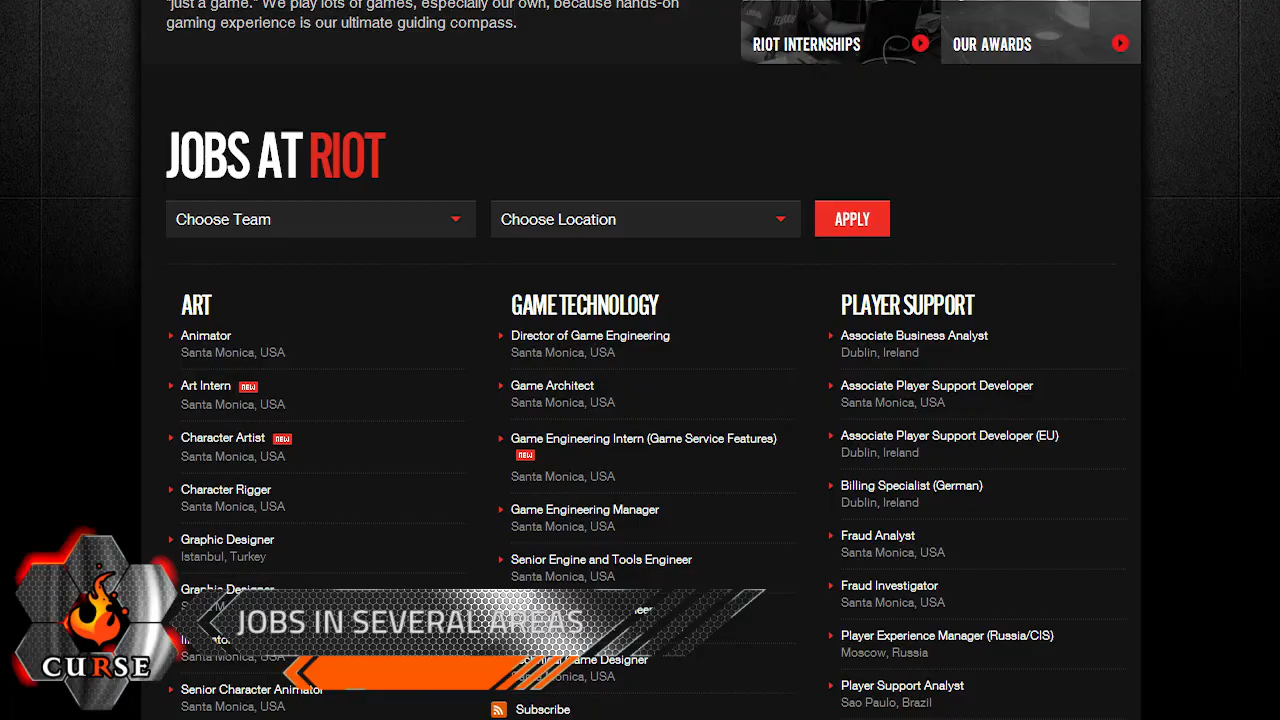 "just a game." We play lots of games, especially our own, because hands-on
gaming experience is our ultimate guiding compass.
RIOT INTERNSHIPS
OUR AWARDS
JOBS AT RIOT
Choose Team
Choose Location
APPLY
ART
Animator
Santa Monica, USA
Art Intern NEW
Santa Monica, USA
Character Artist NEW
Santa Monica, USA
Character Rigger
Santa Monica, USA
Graphic Designer
Istanbul, Turkey
Graphic Designer
Santa Monica, USA
Senior Character Animator
Santa Monica, USA
GAME TECHNOLOGY
Director of Game Engineering
Santa Monica, USA
Game Architect
Santa Monica, USA
Game Engineering Intern (Game Service Features)
NEW
Santa Monica, USA
Game Engineering Manager
Santa Monica, USA
Senior Engine and Tools Engineer
Santa Monica, USA
Game Designer
Monica, USA
Subscribe
PLAYER SUPPORT
Associate Business Analyst
Dublin, Ireland
Associate Player Support Developer
Santa Monica, USA
Associate Player Support Developer (EU)
Dublin, Ireland
Billing Specialist (German)
Dublin, Ireland
Fraud Analyst
Santa Monica, USA
Fraud Investigator
Santa Monica, USA
Player Experience Manager (Russia/CIS)
Moscow, Russia
Player Support Analyst
Sao Paulo, Brazil
JOBS IN SEVERAL AREAS
CURSE